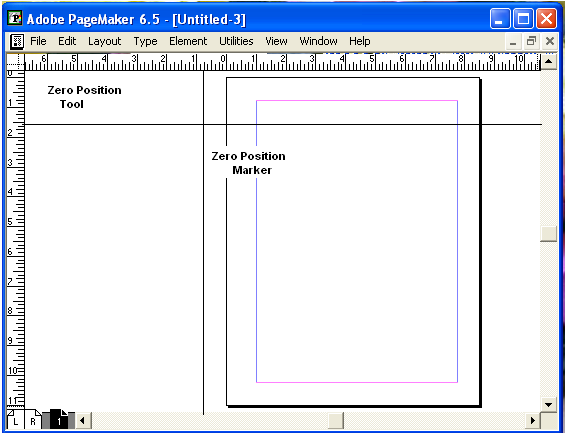 Adobe PageMaker 6.5 - [Untitled-3]
File Edit Layout Type Element Utilities View Window Help
6 5 4 3 2 1 0 1 2 3 4 5 6 7 8 9 10
0
1
2
3
4
5
6
7
8
9
10
11
Zero Position
Tool
Zero Position
Marker
L R 1